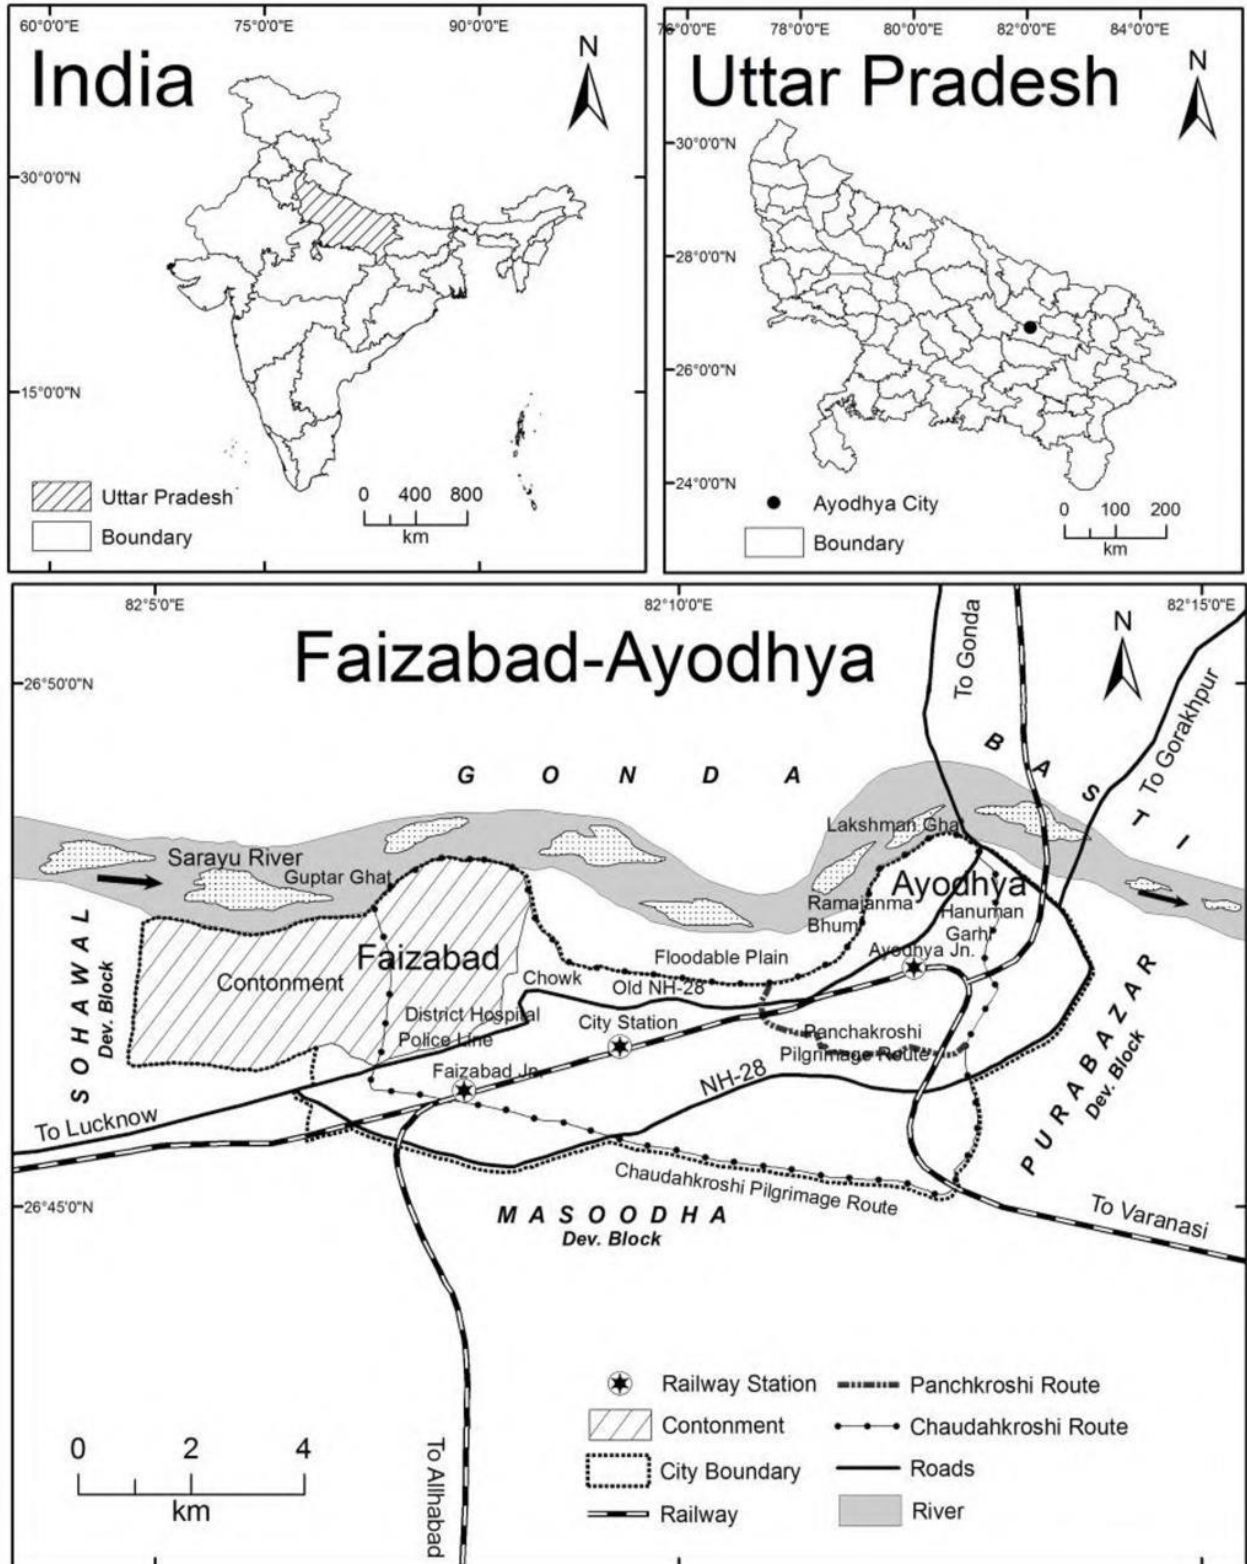 60°0'0"E 75°0'0"E 90°0'0"E
India
N
30°0'0"N
15°0'0"N
Uttar Pradesh
Boundary
0 400 800
km
76°0'0"E 78°0'0"E 80°0'0"E 82°0'0"E 84°0'0"E
Uttar Pradesh
N
30°0'0"N
28°0'0"N
26°0'0"N
24°0'0"N
Ayodhya City
Boundary
0 100 200
km
82°5'0"E 82°10'0"E 82°15'0"E
Faizabad-Ayodhya
N
26°50'0"N
To Gonda
To Gorakhpur
GONDA
BASTI
Lakshman Ghat
Sarayu River
Guptar Ghat
Ayodhya
Ramajanma
Bhumi
Hanuman
Garhi
Ayodhya Jn.
SOHAWAL
Dev. Block
Faizabad
Contonment
Floodable Plain
Chowk
Old NH-28
District Hospital
City Station
Police Line
Panchakroshi
Pilgrimage Route
Faizabad Jn.
NH-28
PURABAZAR
Dev. Block
To Lucknow
Chaudahkroshi Pilgrimage Route
26°45'0"N
MASOODHA
Dev. Block
To Varanasi
To Allhabad
0 2 4
km
Railway Station
Contonment
City Boundary
Railway
Panchkroshi Route
Chaudahkroshi Route
Roads
River